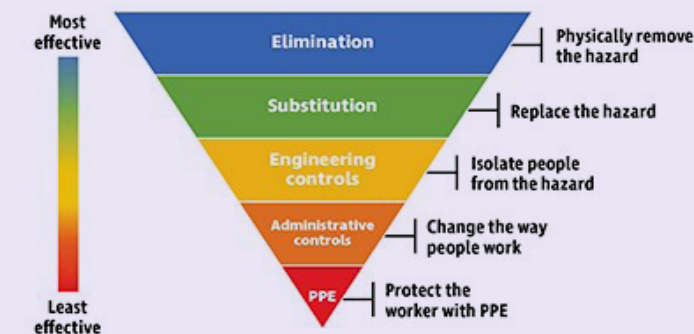 Most
effective
Elimination
Physically remove
the hazard
Substitution
Replace the hazard
Engineering
controls
Isolate people
from the hazard
Administrative
controls
Change the way
people work
PPE
Protect the
worker with PPE
Least
effective